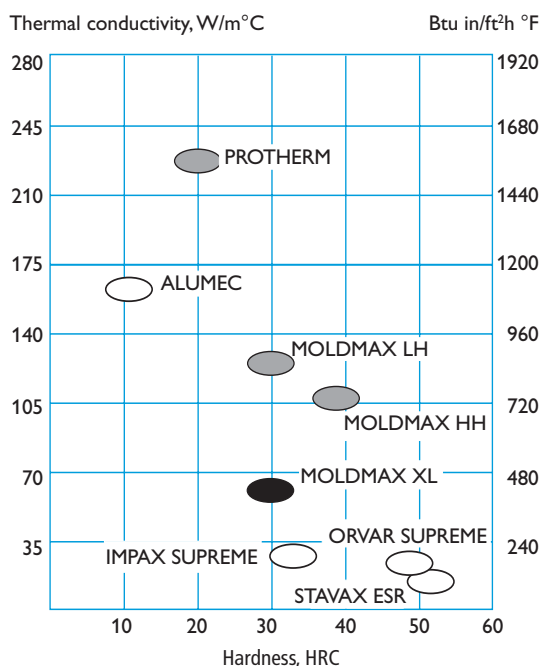 Thermal conductivity, W/m°C Btu in/ft²h °F
280 1920
245 1680
PROTHERM
210 1440
175 1200
ALUMEC
140 960
MOLDMAX LH
105 720
MOLDMAX HH
70 480
MOLDMAX XL
ORVAR SUPREME
35 240
IMPAX SUPREME
STAVAX ESR
10 20 30 40 50 60
Hardness, HRC